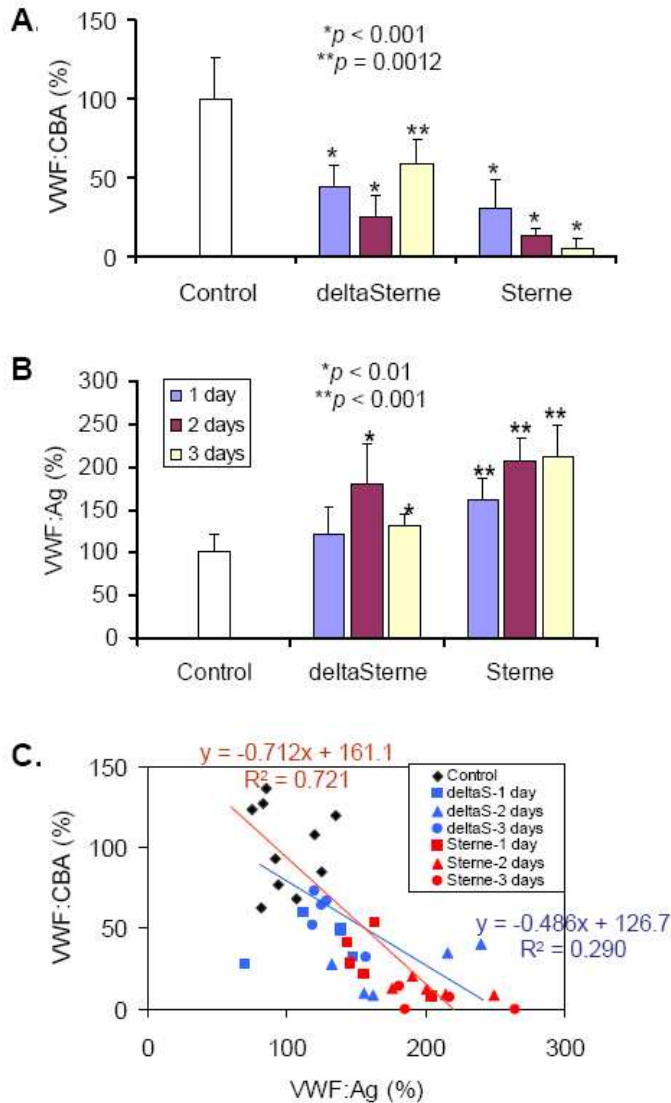 A.
*p < 0.001
**p = 0.0012
VWF:CBA (%)
150
100
50
0
*
*
**
*
*
*
Control
deltaSterne
Sterne
B
*p < 0.01
**p < 0.001
VWF:Ag (%)
300
250
200
150
100
50
0
1 day
2 days
3 days
*
*
**
**
**
Control
deltaSterne
Sterne
C.
y = -0.712x + 161.1
R² = 0.721
VWF:CBA (%)
150
100
50
0
Control
deltaS-1 day
deltaS-2 days
deltaS-3 days
Sterne-1 day
Sterne-2 days
Sterne-3 days
y = -0.486x + 126.7
R² = 0.290
0
100
200
300
VWF:Ag (%)